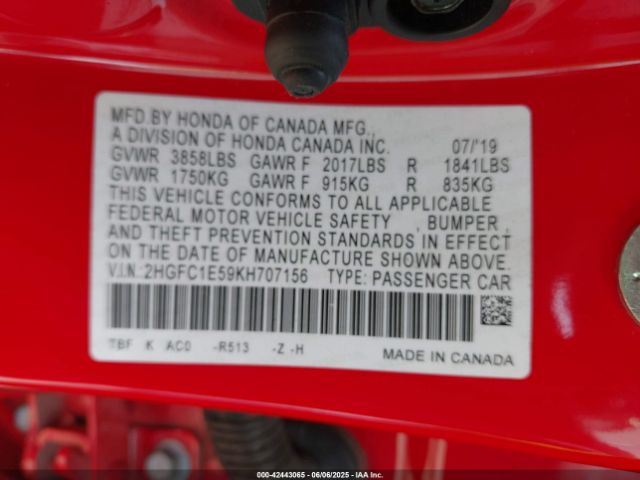 MFD.BY HONDA OF CANADA MFG.,
A DIVISION OF HONDA CANADA INC. 07/'19
GVWR 3858LBS GAWR F 2017LBS R 1841LBS
GVWR 1750KG GAWR F 915KG R 835KG
THIS VEHICLE CONFORMS TO ALL APPLICABLE
FEDERAL MOTOR VEHICLE SAFETY , BUMPER,
AND THEFT PREVENTION STANDARDS IN EFFECT
ON THE DATE OF MANUFACTURE SHOWN ABOVE.
V.I.N:2HGFC1E59KH707156 TYPE: PASSENGER CAR
TBF K AC0 -R513 -Z -H
MADE IN CANADA
000-42443065 | 06/06/2025 - IAA Inc.